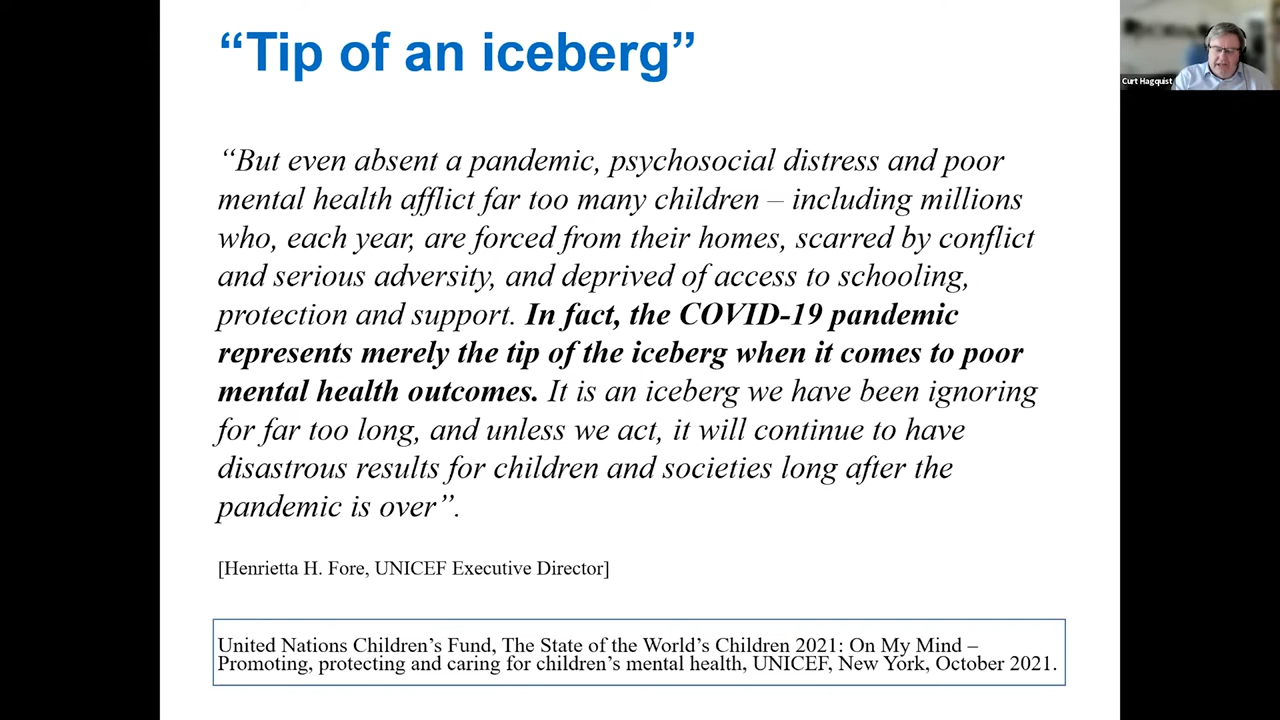 “Tip of an iceberg”
Curt Hagquist
“But even absent a pandemic, psychosocial distress and poor
mental health afflict far too many children – including millions
who, each year, are forced from their homes, scarred by conflict
and serious adversity, and deprived of access to schooling,
protection and support. In fact, the COVID-19 pandemic
represents merely the tip of the iceberg when it comes to poor
mental health outcomes. It is an iceberg we have been ignoring
for far too long, and unless we act, it will continue to have
disastrous results for children and societies long after the
pandemic is over”.
[Henrietta H. Fore, UNICEF Executive Director]
United Nations Children’s Fund, The State of the World’s Children 2021: On My Mind –
Promoting, protecting and caring for children’s mental health, UNICEF, New York, October 2021.